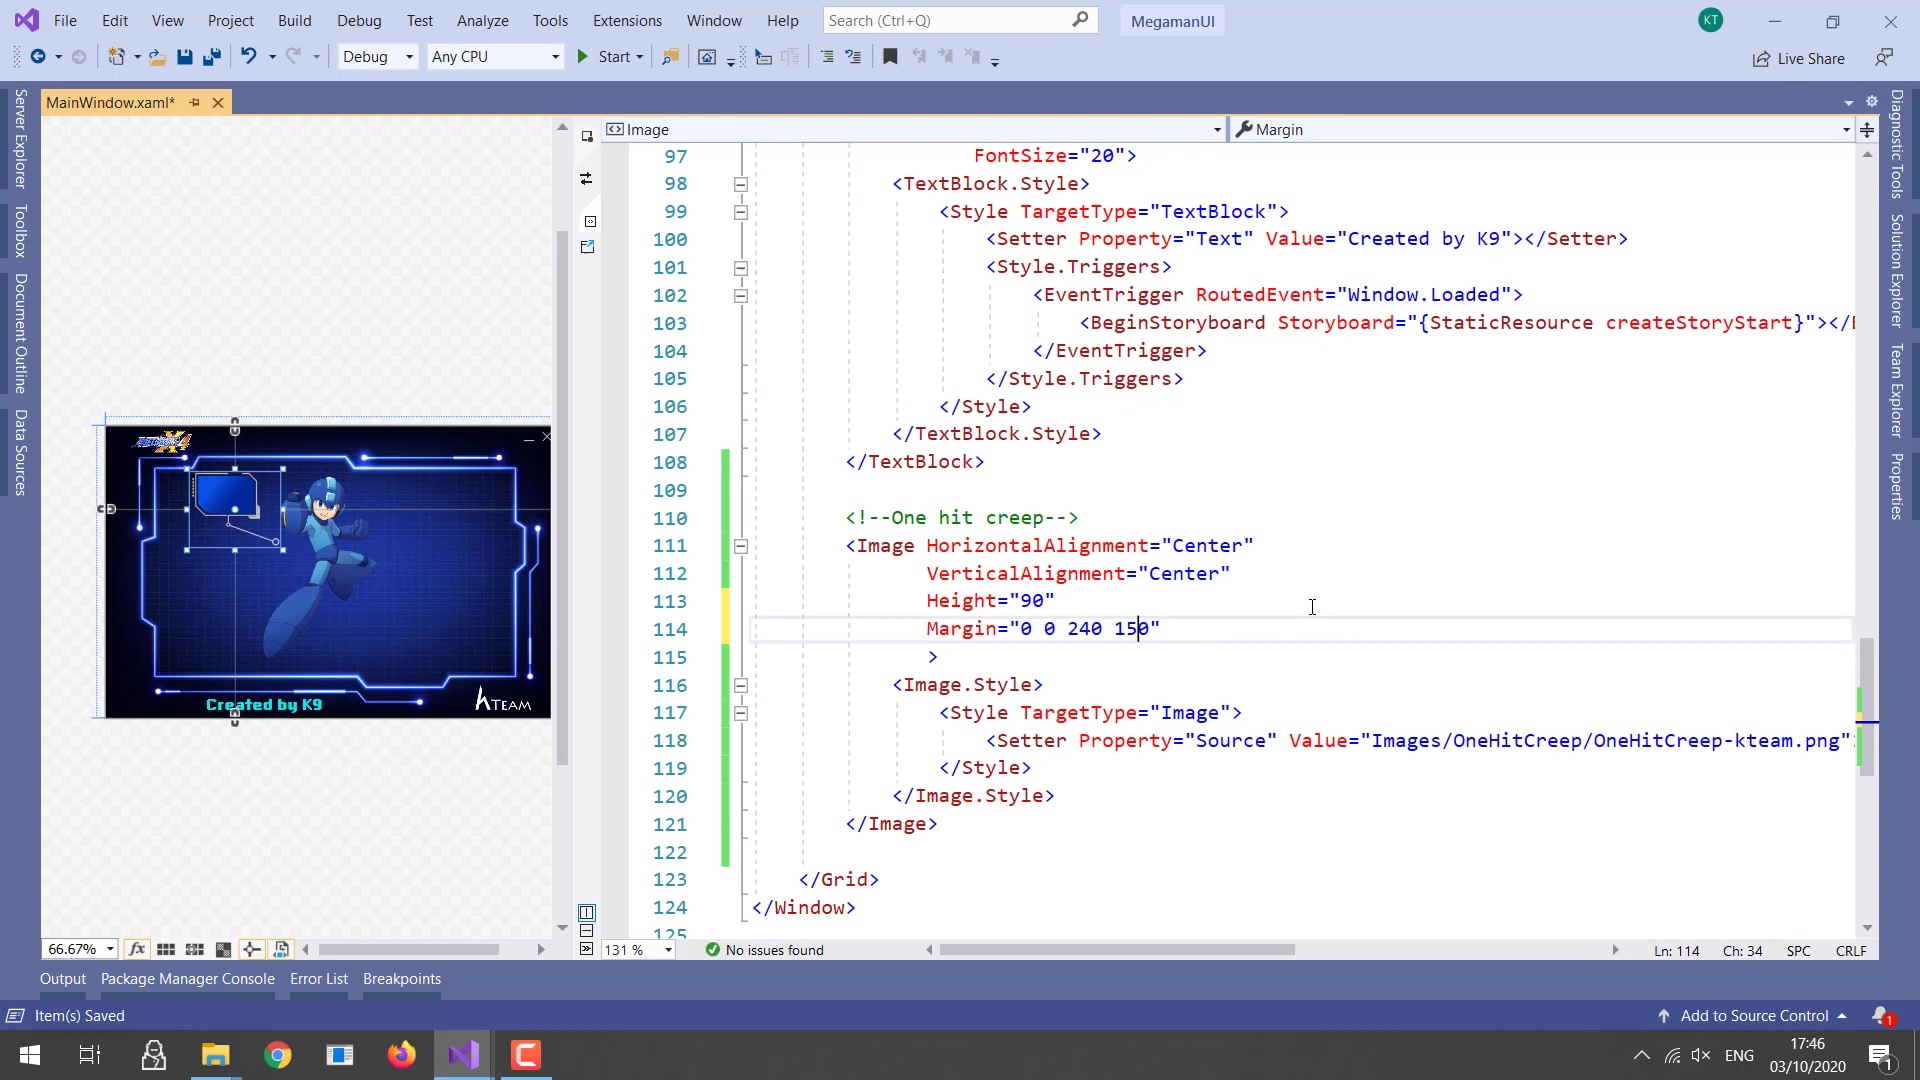 File Edit View Project Build Debug Test Analyze Tools Extensions Window Help Search (Ctrl+Q) MegamanUI KT
Debug Any CPU Start Live Share
MainWindow.xaml*
Server Explorer
Toolbox
Document Outline
Data Sources
Image Margin
97 FontSize="20">
98 <TextBlock.Style>
99 <Style TargetType="TextBlock">
100 <Setter Property="Text" Value="Created by K9"></Setter>
101 <Style.Triggers>
102 <EventTrigger RoutedEvent="Window.Loaded">
103 <BeginStoryboard Storyboard="{StaticResource createStoryStart}"></B
104 </EventTrigger>
105 </Style.Triggers>
106 </Style>
107 </TextBlock.Style>
108 </TextBlock>
109
110 <!--One hit creep-->
111 <Image HorizontalAlignment="Center"
112 VerticalAlignment="Center"
113 Height="90"
114 Margin="0 0 240 150"
115 >
116 <Image.Style>
117 <Style TargetType="Image">
118 <Setter Property="Source" Value="Images/OneHitCreep/OneHitCreep-kteam.png"
119 </Style>
120 </Image.Style>
121 </Image>
122
123 </Grid>
124 </Window>
125
Created by K9
TEAM
Diagnostic Tools
Solution Explorer
Team Explorer
Properties
66.67% fx
131 % No issues found Ln: 114 Ch: 34 SPC CRLF
Output Package Manager Console Error List Breakpoints
Item(s) Saved Add to Source Control 1
ENG 17:46
03/10/2020 1